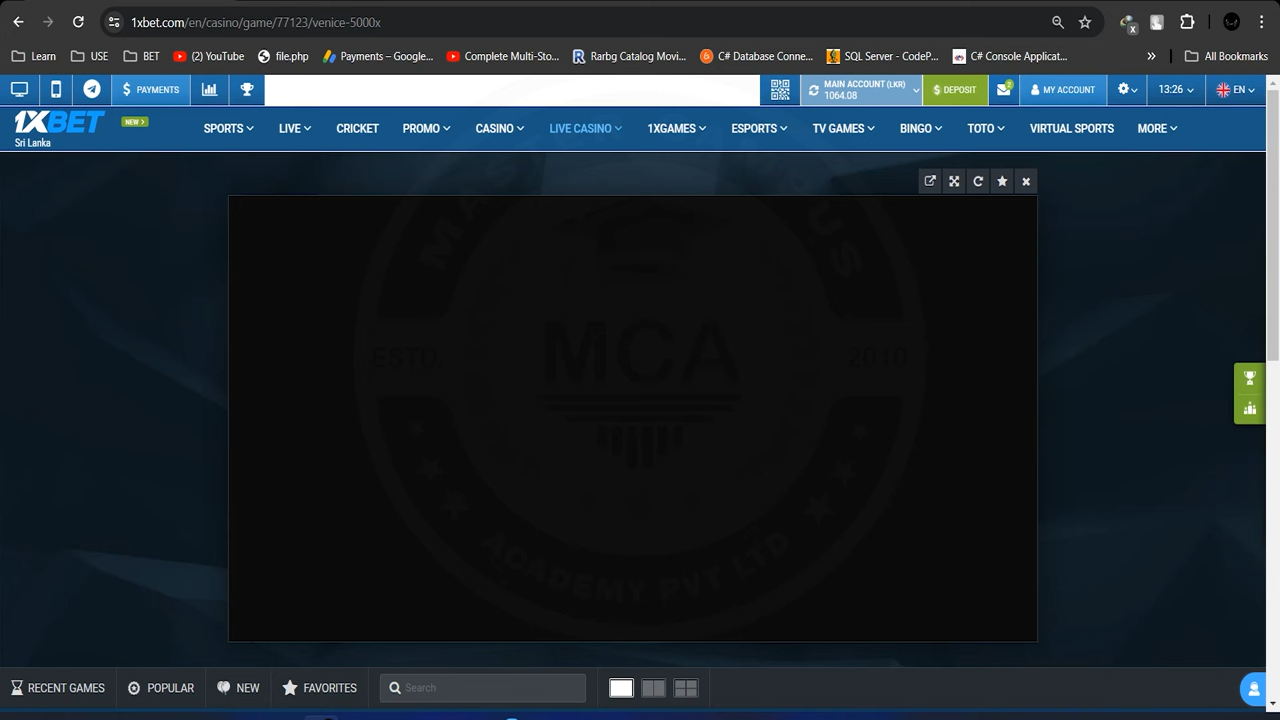 1xbet.com/en/casino/game/77123/venice-5000x
Learn USE BET (2) YouTube file.php Payments – Google... Complete Multi-Sto... Rarbg Catalog Movi... C# Database Conne... SQL Server - CodeP... C# Console Applicat... » All Bookmarks
$ PAYMENTS MAIN ACCOUNT (LKR) $ DEPOSIT 2 MY ACCOUNT 13:26 EN
1064.08
1XBET NEW > SPORTS LIVE CRICKET PROMO CASINO LIVE CASINO 1XGAMES ESPORTS TV GAMES BINGO TOTO VIRTUAL SPORTS MORE
Sri Lanka
ESTD. MCA 2010
ACADEMY PVT LTD
RECENT GAMES POPULAR NEW FAVORITES Search